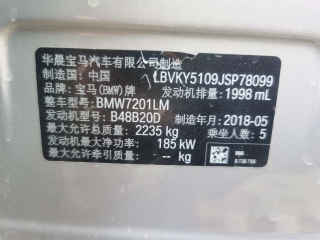 华晨宝马汽车有限公司制造
制造国：中国 LBVKY5109JSP78099
品牌：宝马(BMW)牌 发动机排量：1998 mL
整车型号：BMW7201LM
发动机型号：B48B20D 制造年月：2018-05
最大允许总质量：2235 kg 乘坐人数：5
发动机最大净功率：185 kW
最大允许牵引质量：-- kg